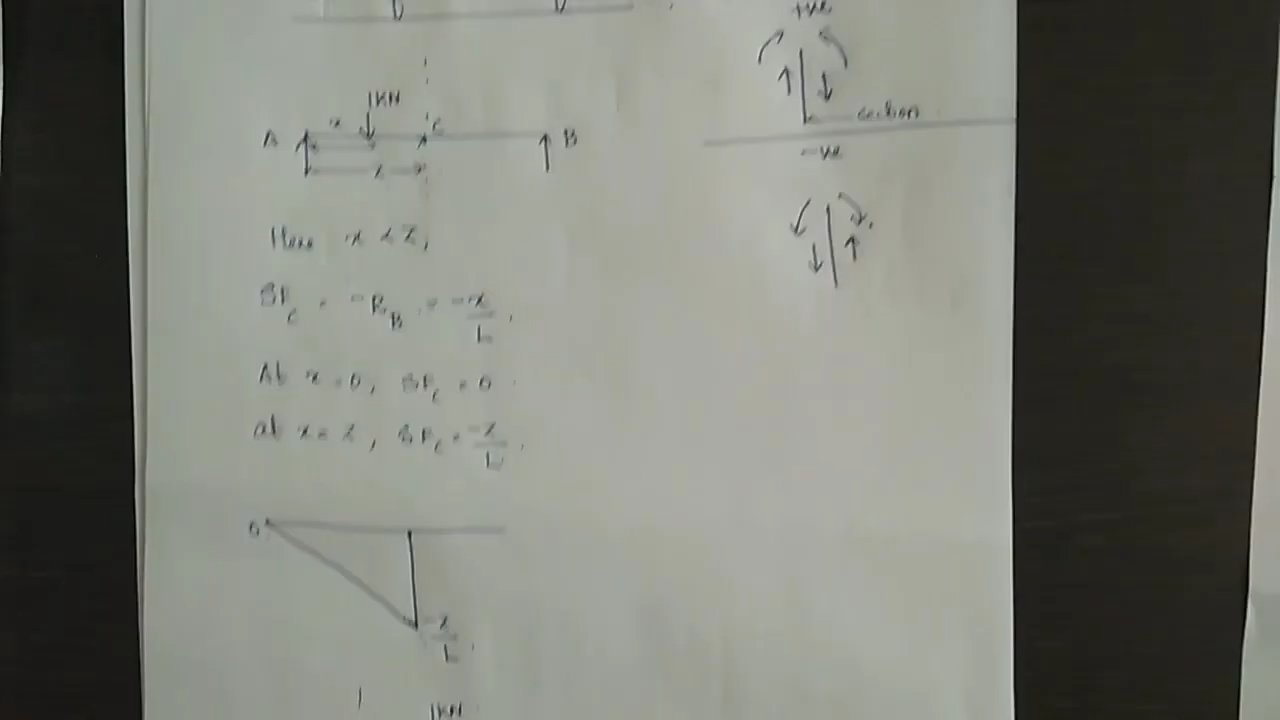 +ve
1KN
A x C B
z
section
-ve
Here x < z,
SF_C = -R_B = -x/L.
At x = 0, SF_C = 0
at x = z, SF_C = -z/L.
0
-z/L.
1KN